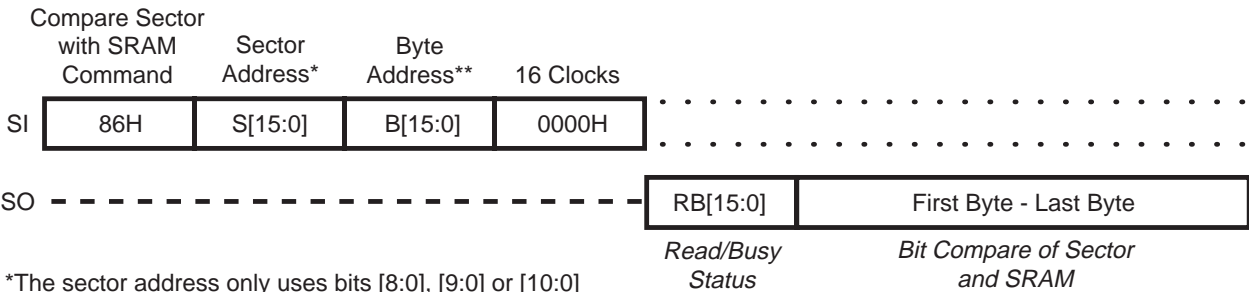 Compare Sector
with SRAM
Command
Sector
Address*
Byte
Address**
16 Clocks
SI
86H
S[15:0]
B[15:0]
0000H
SO
RB[15:0]
First Byte - Last Byte
Read/Busy
Status
Bit Compare of Sector
and SRAM
*The sector address only uses bits [8:0], [9:0] or [10:0]